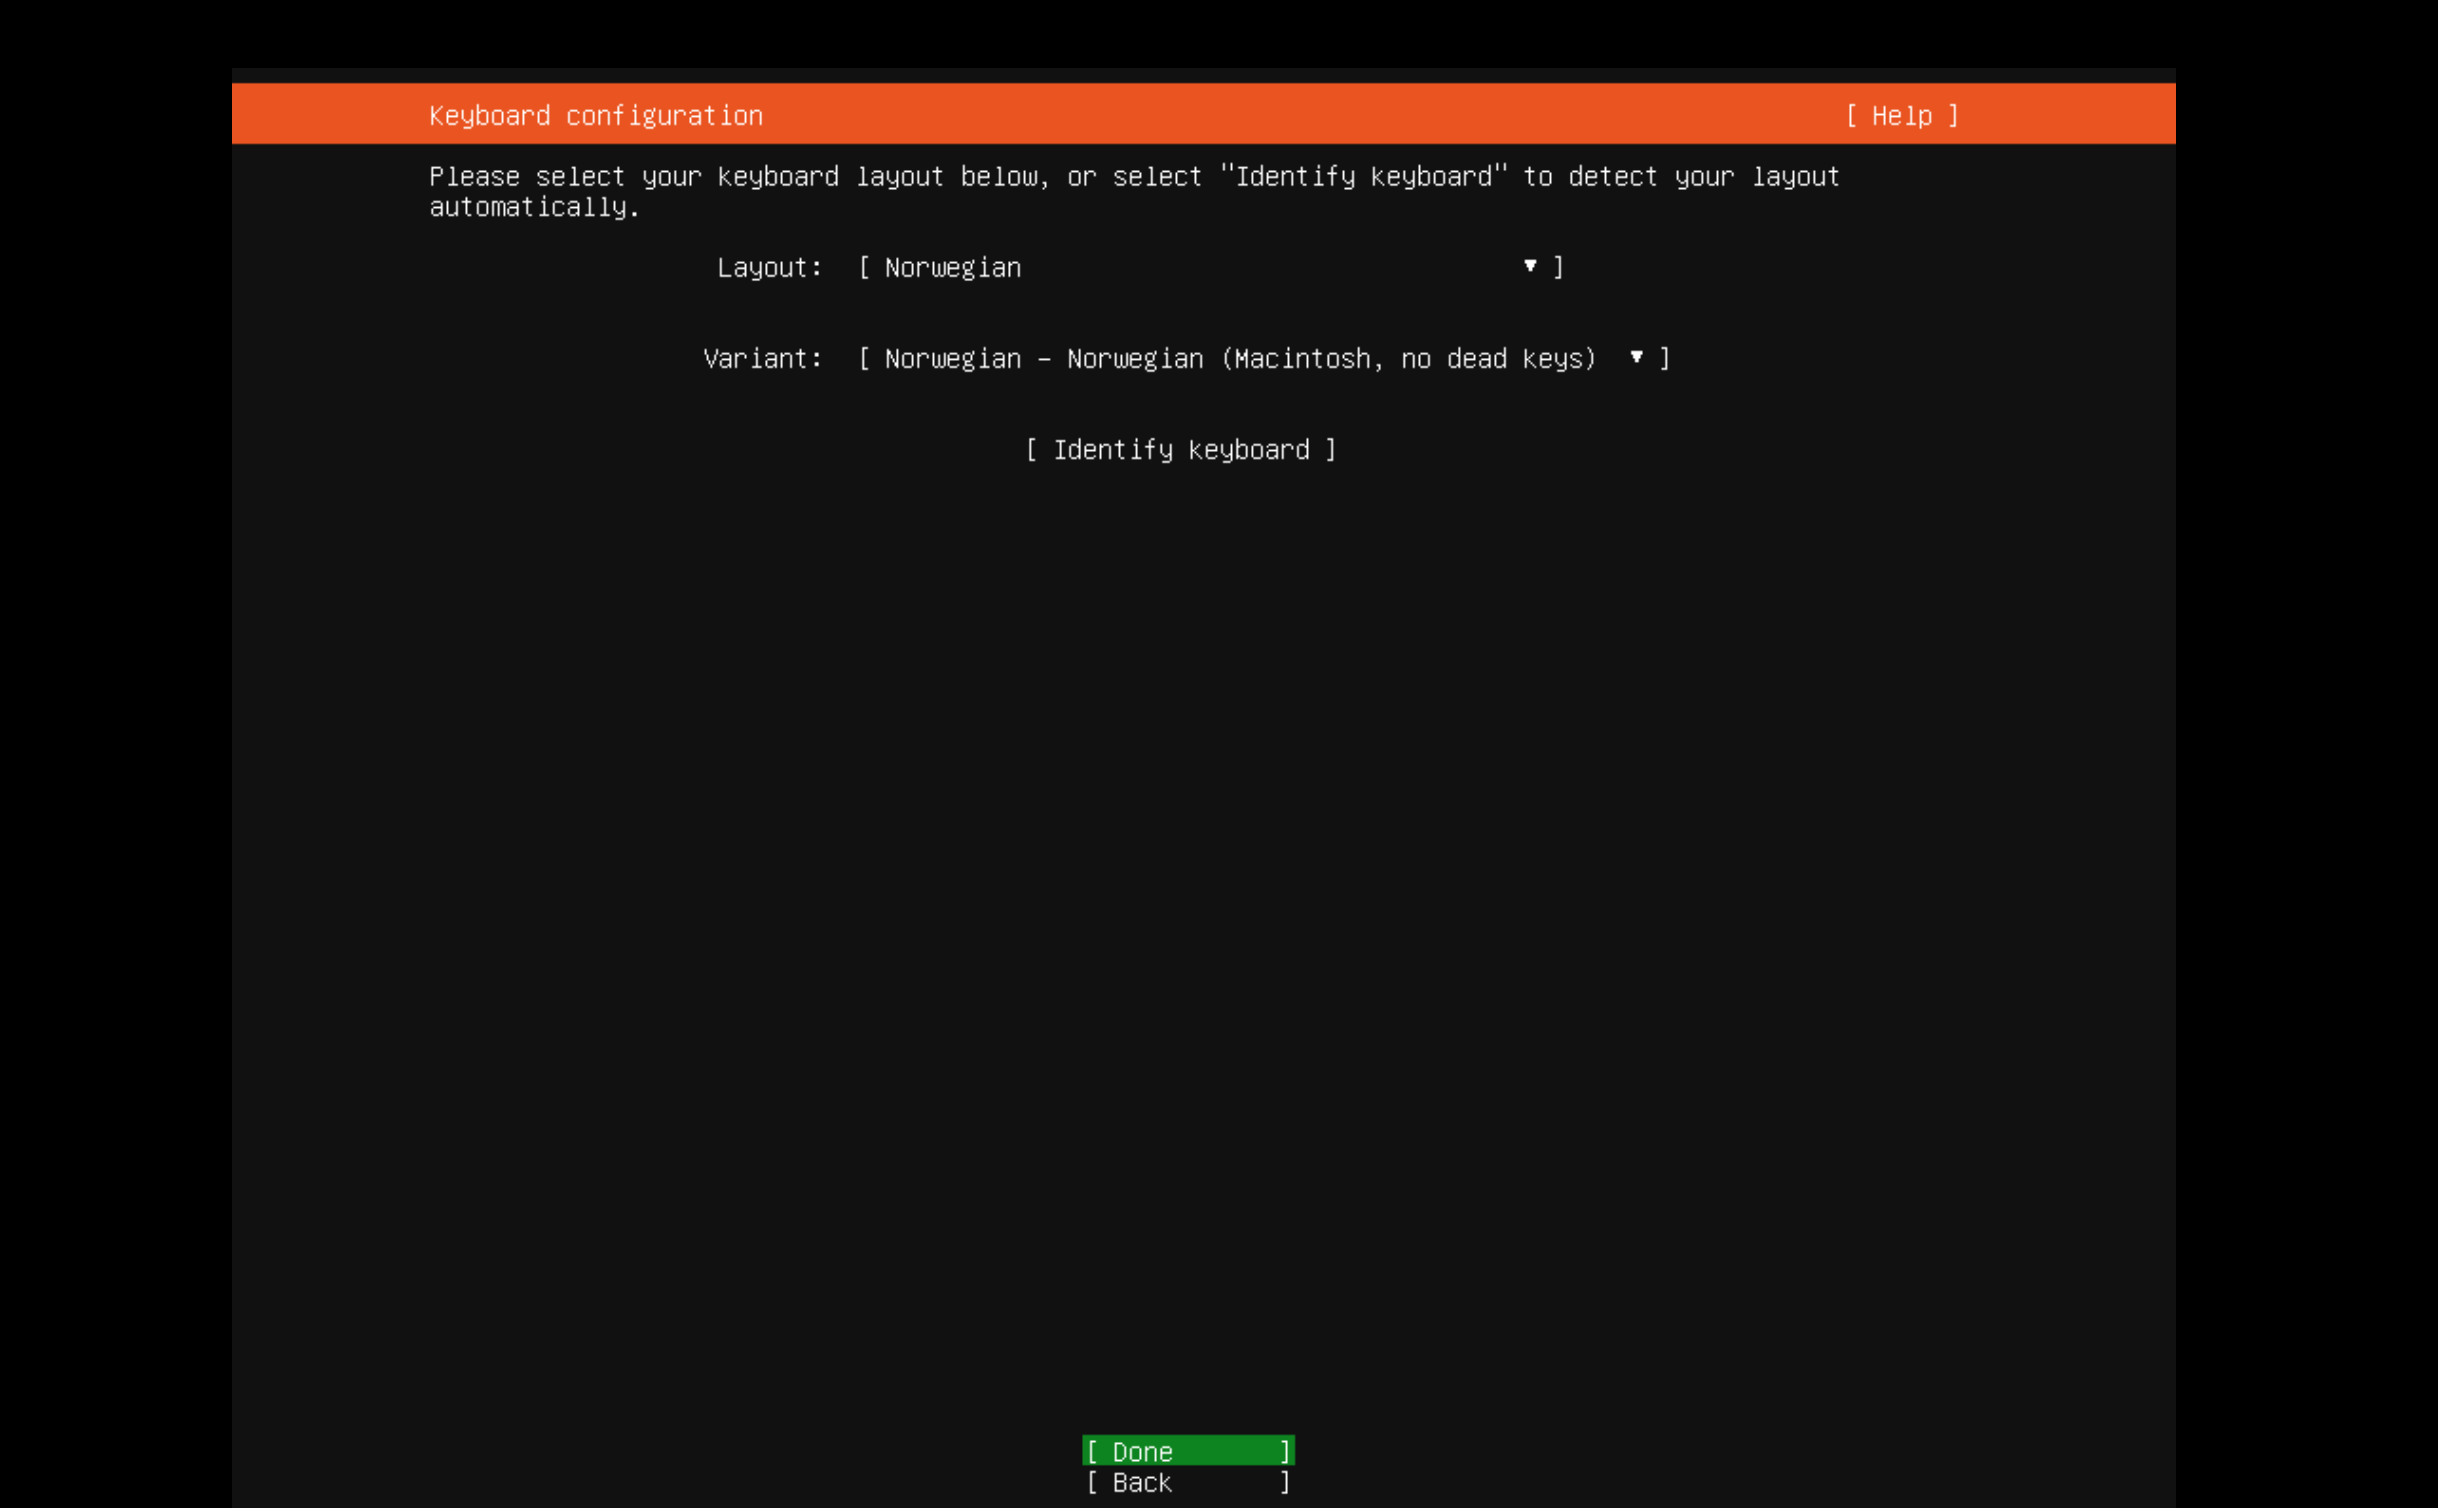 Keyboard configuration [ Help ]
Please select your keyboard layout below, or select "Identify keyboard" to detect your layout
automatically.
Layout: [ Norwegian ▾ ]
Variant: [ Norwegian – Norwegian (Macintosh, no dead keys) ▾ ]
[ Identify keyboard ]
[ Done ]
[ Back ]